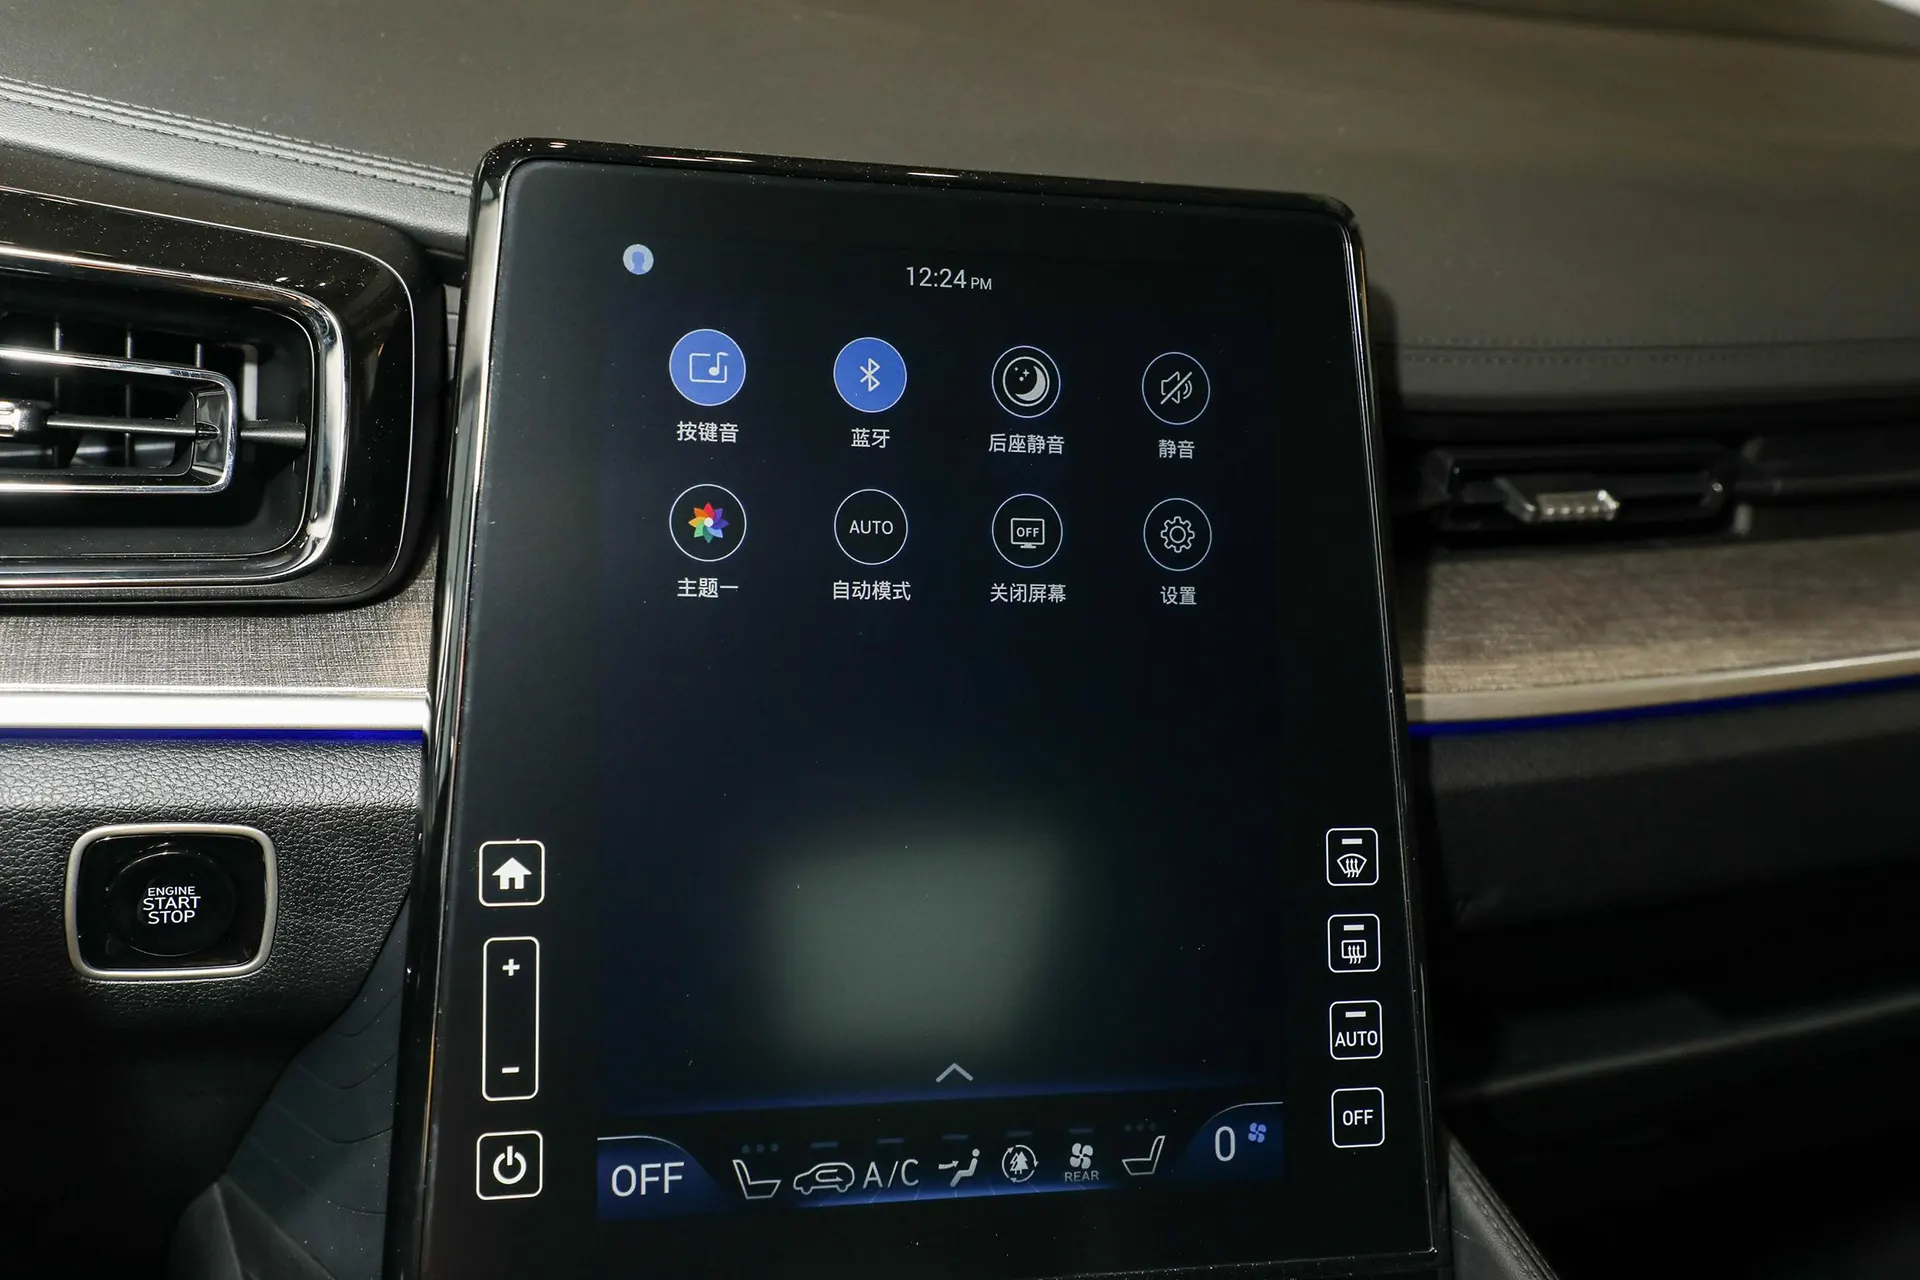 12:24 PM
按键音
蓝牙
后座静音
静音
主题一
AUTO
自动模式
OFF
关闭屏幕
设置
ENGINE
START
STOP
+
-
AUTO
OFF
OFF
A/C
REAR
0